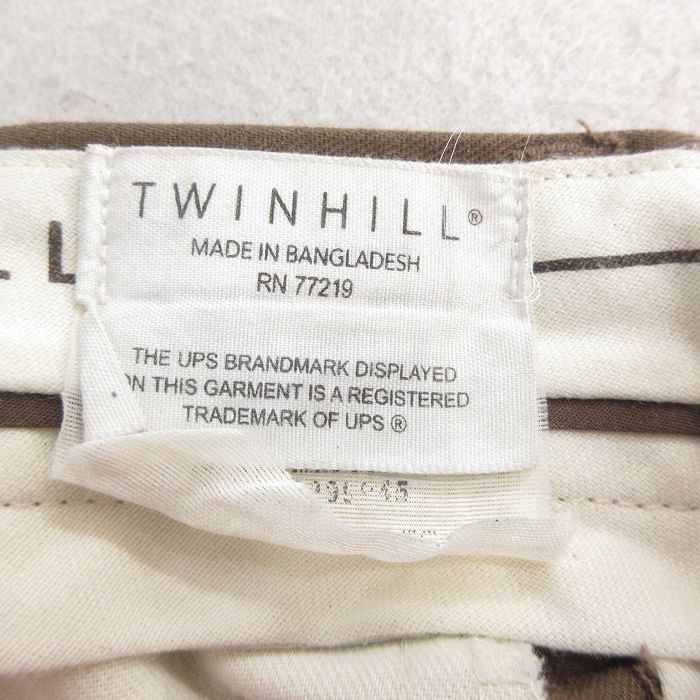 TWINHILL®
MADE IN BANGLADESH
RN 77219
THE UPS BRANDMARK DISPLAYED
ON THIS GARMENT IS A REGISTERED
TRADEMARK OF UPS ®